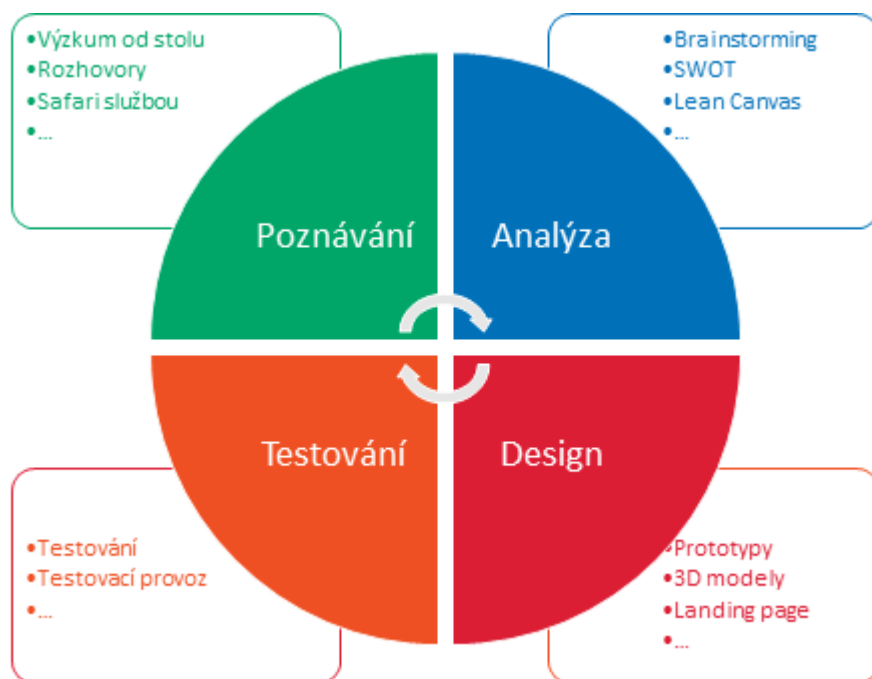 •Výzkum od stolu
•Rozhovory
•Safari službou
•...
•Brainstorming
•SWOT
•Lean Canvas
•...
Poznávání
Analýza
Testování
Design
•Testování
•Testovací provoz
•...
•Prototypy
•3D modely
•Landing page
•...